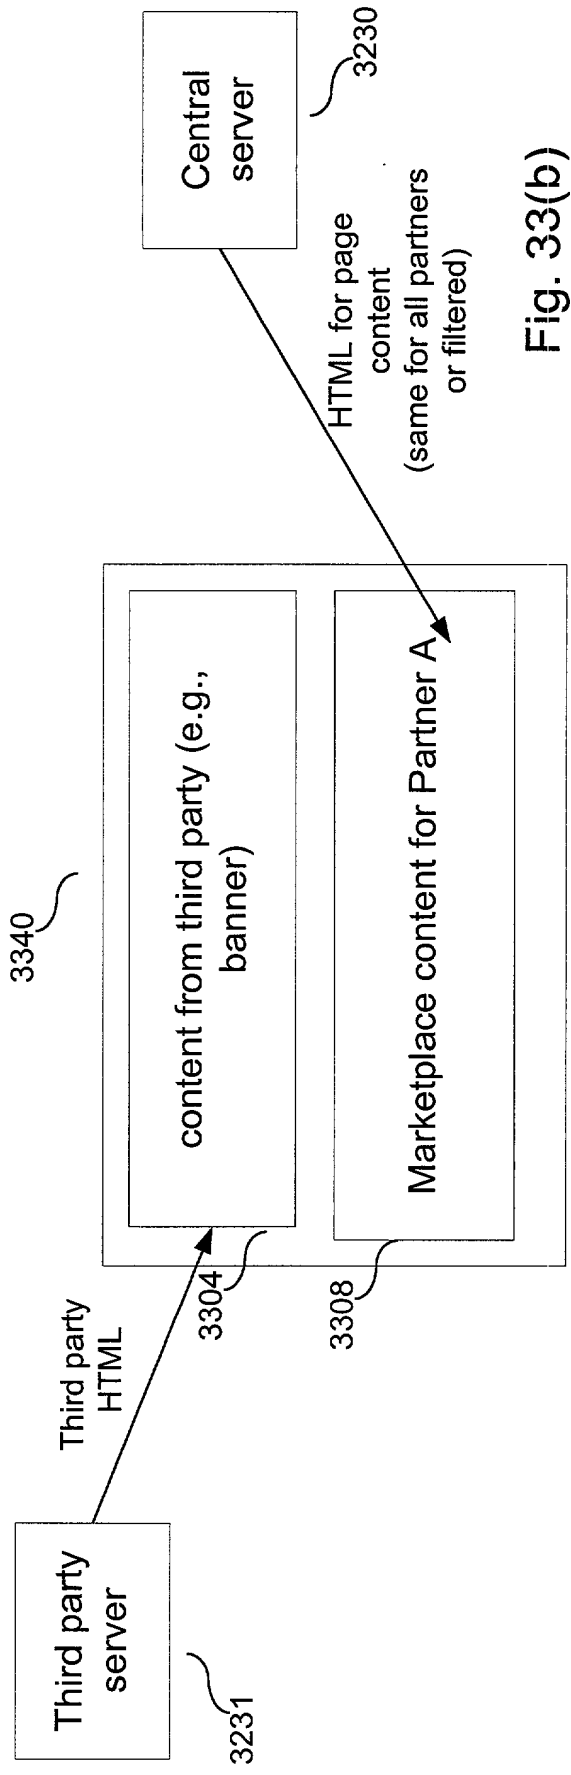 3340
Third party
server
3231
Third party
HTML
content from third party (e.g.,
banner)
3304
Marketplace content for Partner A
3308
HTML for page
content
(same for all partners
or filtered)
Central
server
3230
Fig. 33(b)